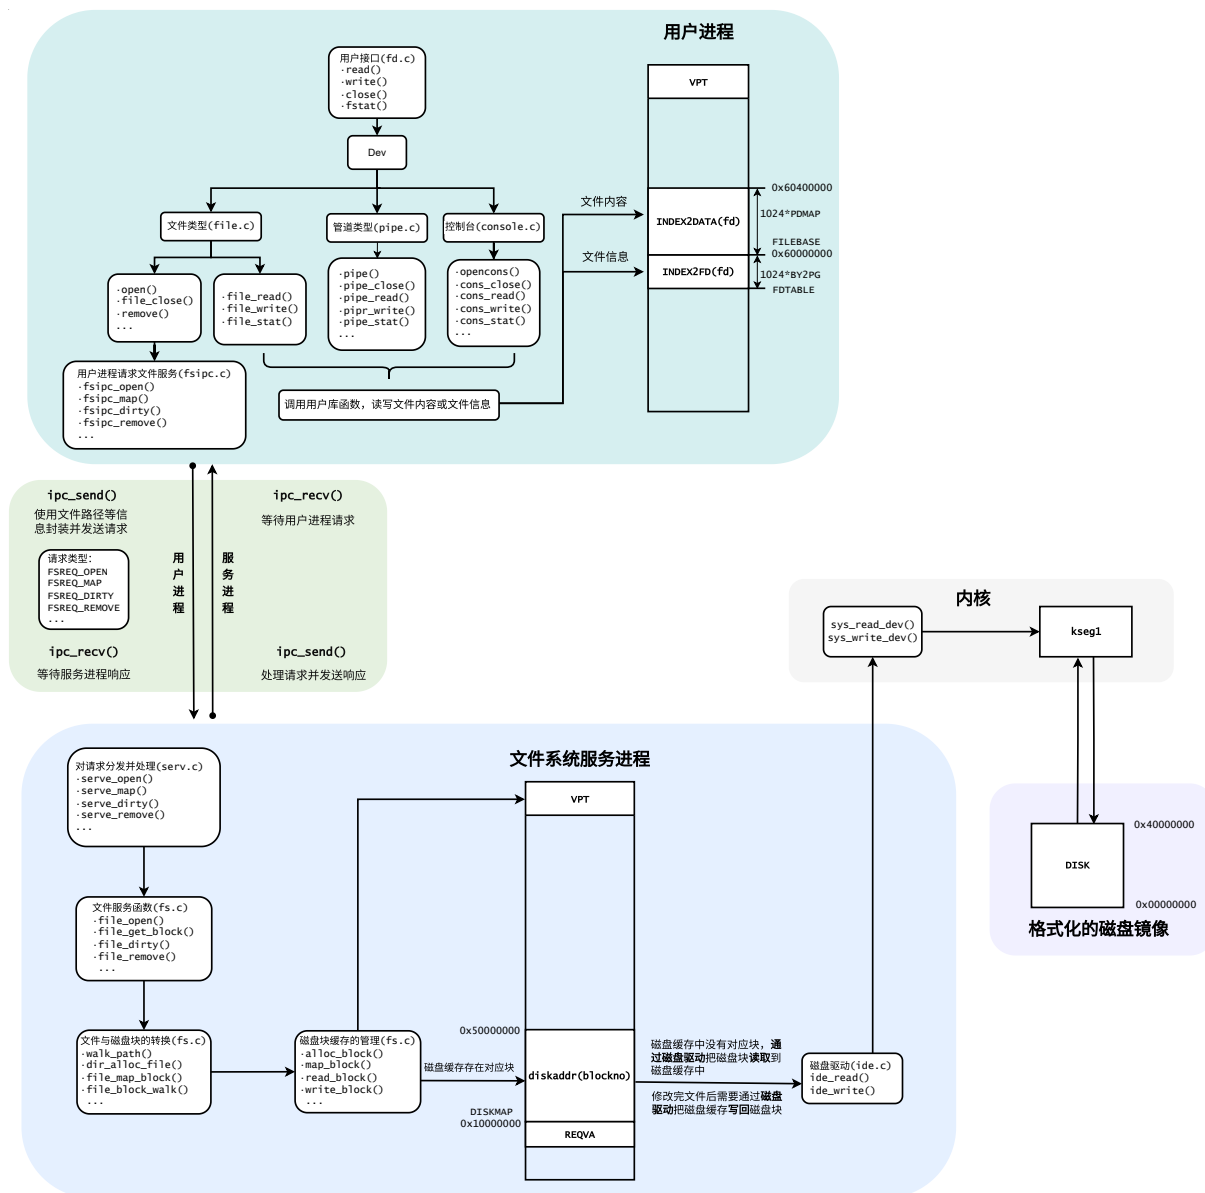 用户进程
用户接口(fd.c)
·read()
·write()
·close()
·fstat()
Dev
文件类型(file.c)
管道类型(pipe.c)
控制台(console.c)
·open()
·file_close()
·remove()
...
·file_read()
·file_write()
·file_stat()
·pipe()
·pipe_close()
·pipe_read()
·pipr_write()
·pipe_stat()
...
·opencons()
·cons_close()
·cons_read()
·cons_write()
·cons_stat()
...
用户进程请求文件服务(fsipc.c)
·fsipc_open()
·fsipc_map()
·fsipc_dirty()
·fsipc_remove()
...
调用用户库函数，读写文件内容或文件信息
文件内容
文件信息
VPT
INDEX2DATA(fd)
INDEX2FD(fd)
0x60400000
1024*PDMAP
FILEBASE
0x60000000
1024*BY2PG
FDTABLE
ipc_send()
使用文件路径等信
息封装并发送请求
请求类型：
FSREQ_OPEN
FSREQ_MAP
FSREQ_DIRTY
FSREQ_REMOVE
...
ipc_recv()
等待服务进程响应
用户进程
服务进程
ipc_recv()
等待用户进程请求
ipc_send()
处理请求并发送响应
内核
sys_read_dev()
sys_write_dev()
kseg1
DISK
0x40000000
0x00000000
格式化的磁盘镜像
文件系统服务进程
对请求分发并处理(serv.c)
·serve_open()
·serve_map()
·serve_dirty()
·serve_remove()
...
文件服务函数(fs.c)
·file_open()
·file_get_block()
·file_dirty()
·file_remove()
...
文件与磁盘块的转换(fs.c)
·walk_path()
·dir_alloc_file()
·file_map_block()
·file_block_walk()
...
磁盘块缓存的管理(fs.c)
·alloc_block()
·map_block()
·read_block()
·write_block()
...
磁盘缓存存在对应块
VPT
0x50000000
diskaddr(blockno)
DISKMAP
0x10000000
REQVA
磁盘缓存中没有对应块，通
过磁盘驱动把磁盘块读取到
磁盘缓存中
修改完文件后需要通过磁盘
驱动把磁盘缓存写回磁盘块
磁盘驱动(ide.c)
ide_read()
ide_write()